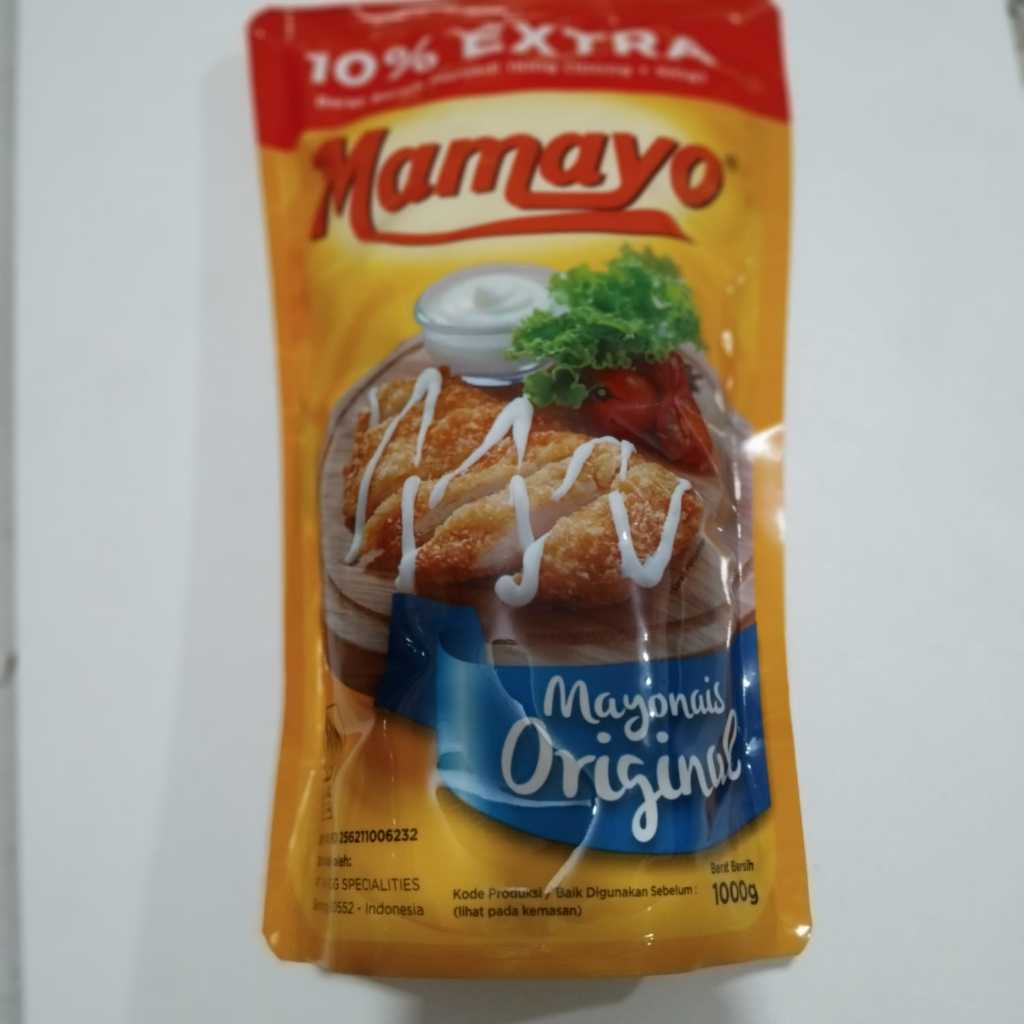 10% EXTRA
Mamayo
Mayonais
Original
256211006232
oleh:
SPECIALITIES
- Indonesia
Kode Produksi / Baik Digunakan Sebelum :
(lihat pada kemasan)
Berat Bersih
1000g